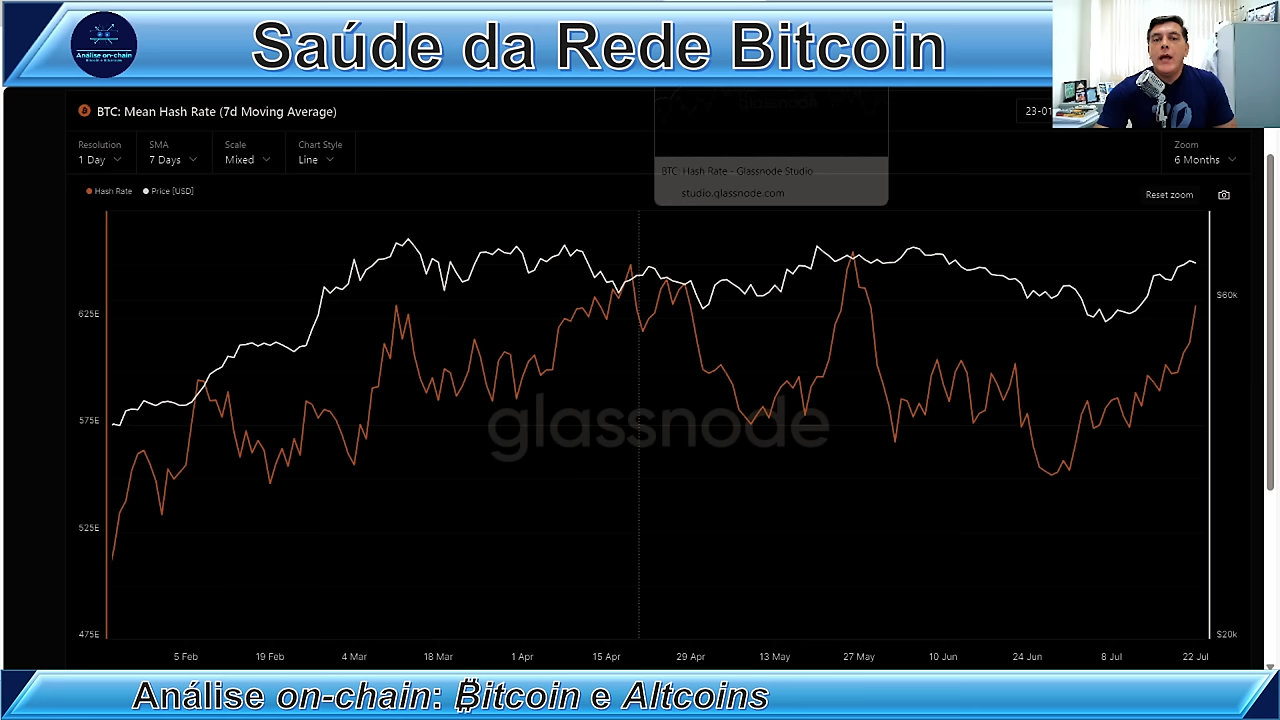 Saúde da Rede Bitcoin
Análise on-chain
BTC: Mean Hash Rate (7d Moving Average)
23-01
Resolution
1 Day
SMA
7 Days
Scale
Mixed
Chart Style
Line
Zoom
6 Months
BTC: Hash Rate - Glassnode Studio
studio.glassnode.com
Hash Rate
Price [USD]
Reset zoom
625E
575E
525E
475E
$60k
$20k
glassnode
5 Feb
19 Feb
4 Mar
18 Mar
1 Apr
15 Apr
29 Apr
13 May
27 May
10 Jun
24 Jun
8 Jul
22 Jul
Análise on-chain: ₿itcoin e Altcoins